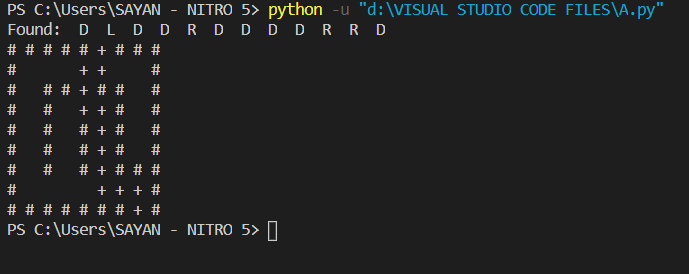 PS C:\Users\SAYAN - NITRO 5> python -u "d:\VISUAL STUDIO CODE FILES\A.py"
Found:  D  L  D  D  R  D  D  D  D  R  R  D
# # # # # + # # #
#       + +     #
#   # # + # #   #
#   #   + + #   #
#   #   # + #   #
#   #   # + #   #
#   #   # + # # #
#         + + + #
# # # # # # # + #
PS C:\Users\SAYAN - NITRO 5>